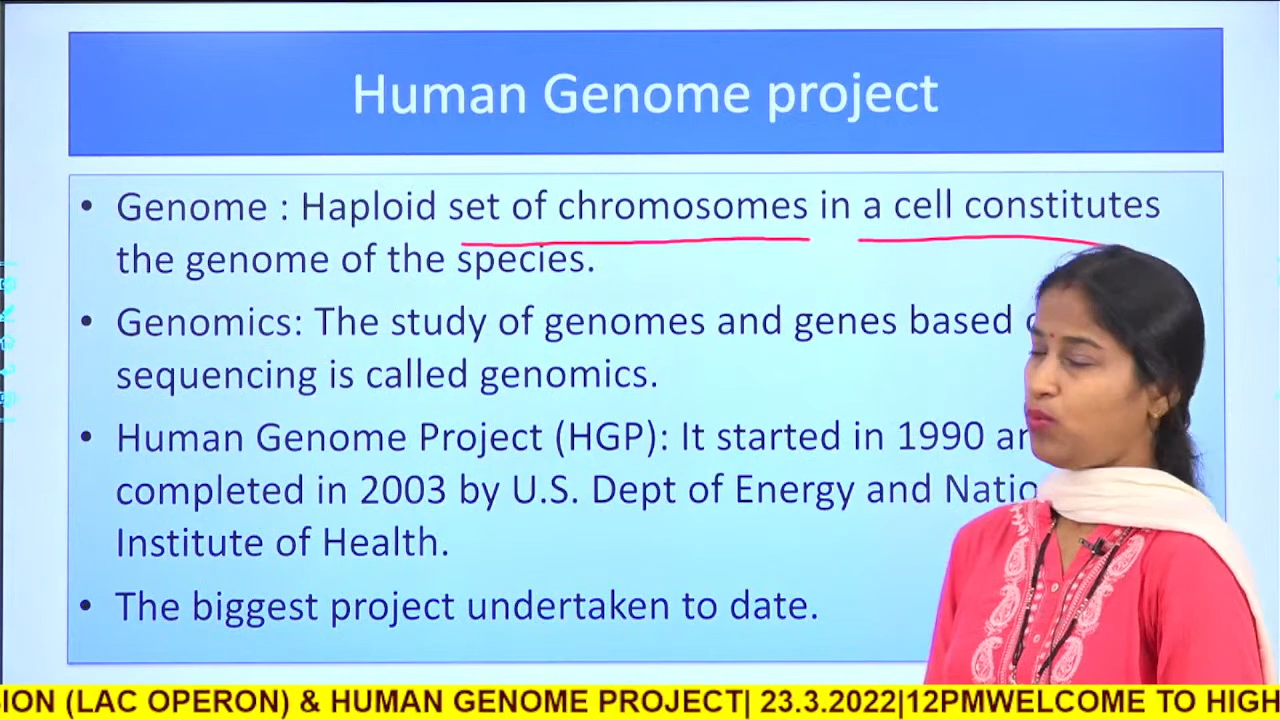 Human Genome project
• Genome : Haploid set of chromosomes in a cell constitutes
the genome of the species.
• Genomics: The study of genomes and genes based
sequencing is called genomics.
• Human Genome Project (HGP): It started in 1990
completed in 2003 by U.S. Dept of Energy and
Institute of Health.
• The biggest project undertaken to date.
(LAC OPERON) & HUMAN GENOME PROJECT| 23.3.2022|12PMWELCOME TO HIGH